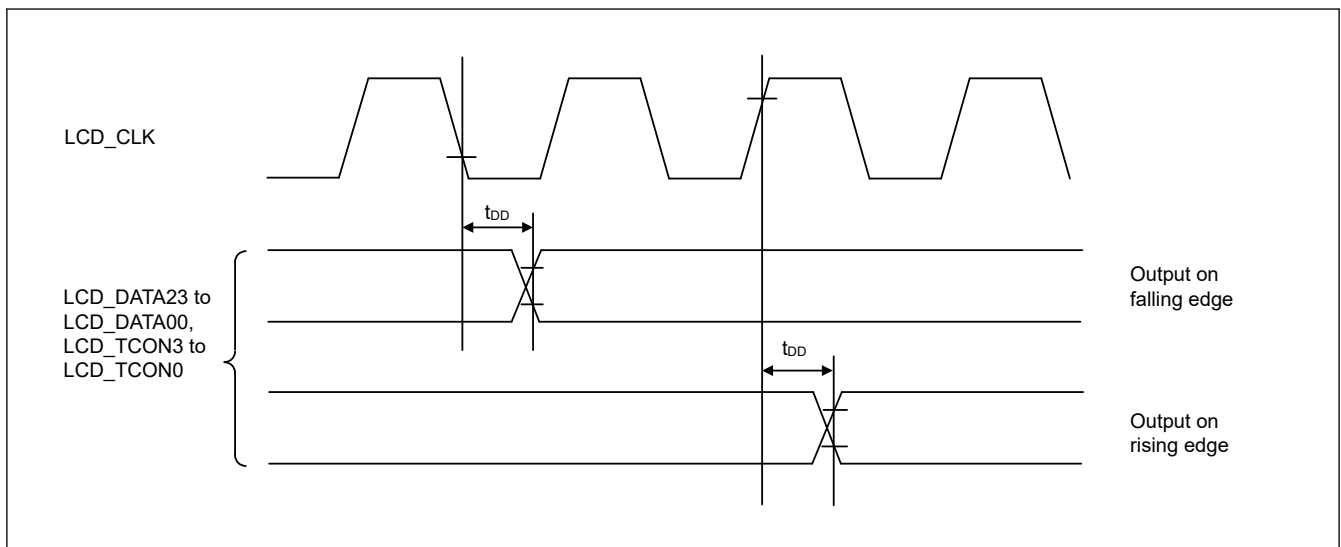 LCD_CLK
tDD
LCD_DATA23 to
LCD_DATA00,
LCD_TCON3 to
LCD_TCON0
Output on
falling edge
tDD
Output on
rising edge